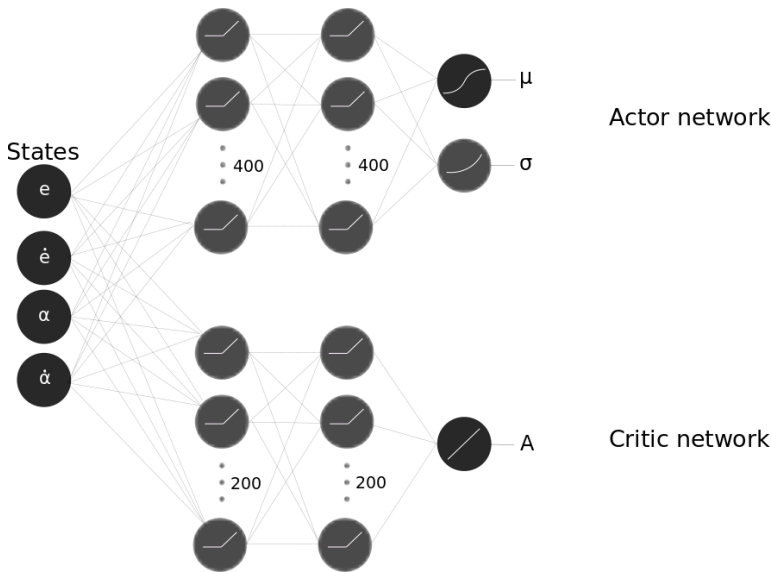 States
e
ė
α
α̇
400
400
μ
σ
Actor network
200
200
A
Critic network